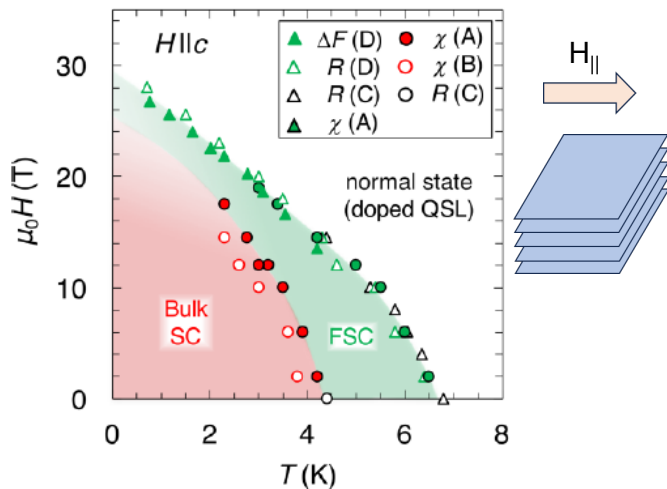 H||c
ΔF (D)
R (D)
R (C)
χ (A)
χ (A)
χ (B)
R (C)
H||
30
20
10
0
μ₀H (T)
normal state
(doped QSL)
Bulk
SC
FSC
0
2
4
6
8
T (K)